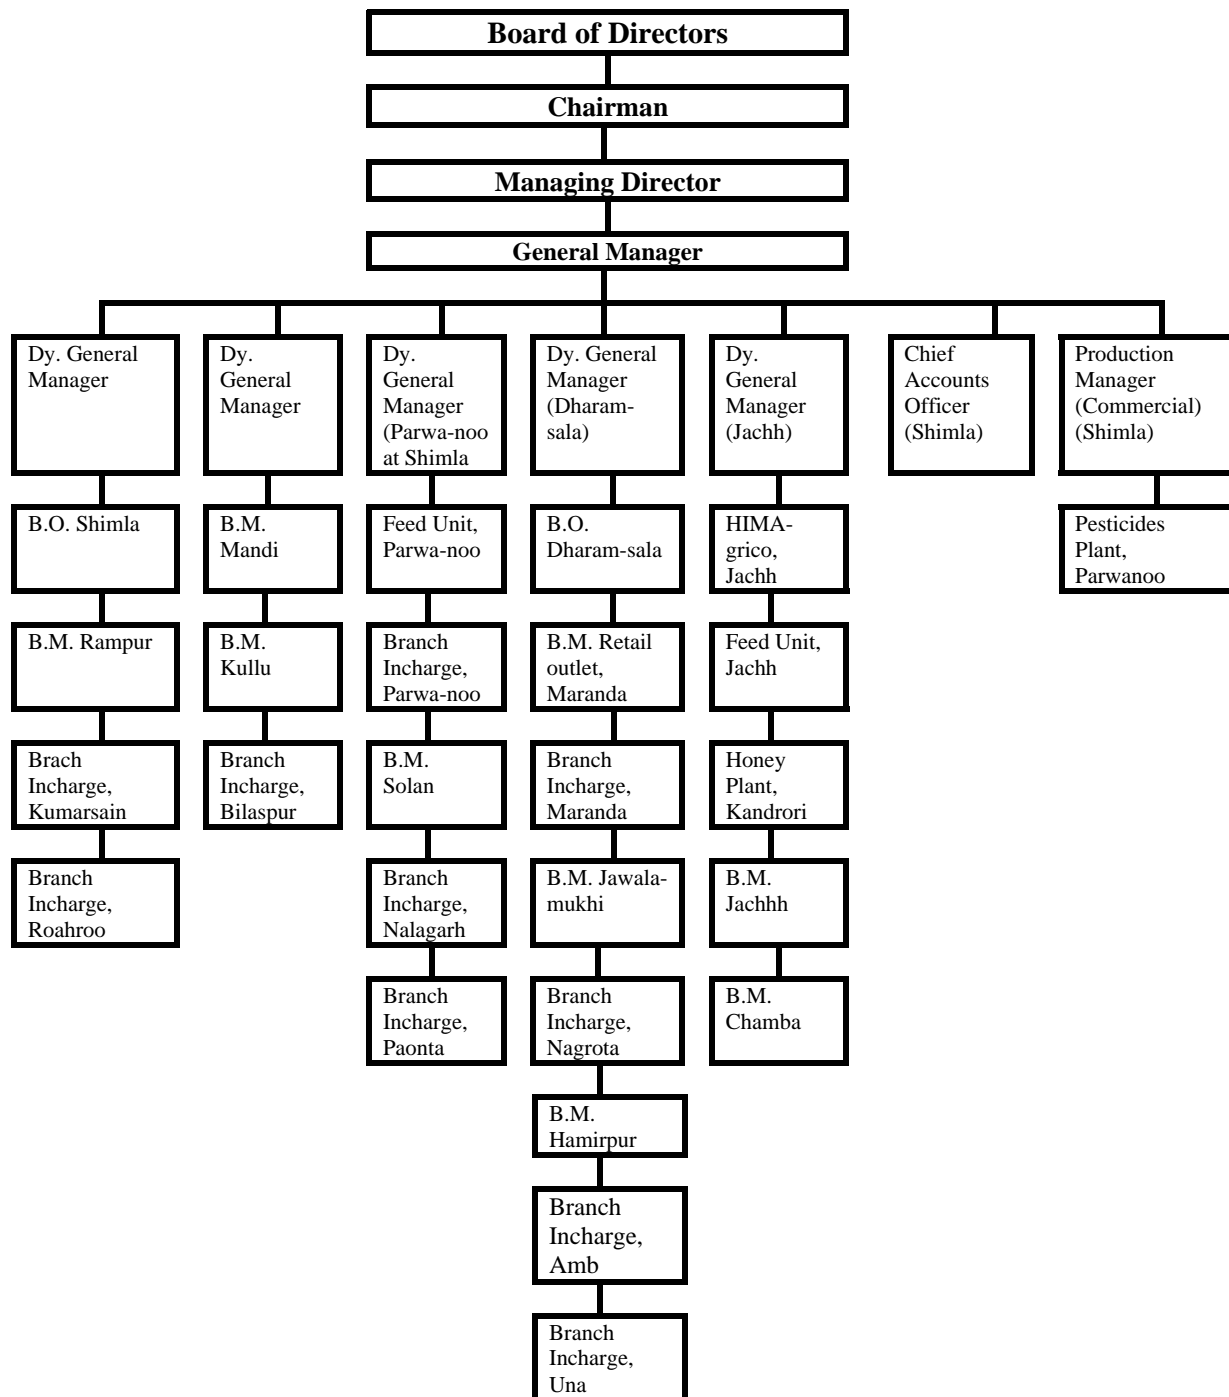 Board of Directors
Chairman
Managing Director
General Manager
Dy. General
Manager
Dy.
General
Manager
Dy.
General
Manager
(Parwa-noo
at Shimla
Dy. General
Manager
(Dharam-
sala)
Dy.
General
Manager
(Jachh)
Chief
Accounts
Officer
(Shimla)
Production
Manager
(Commercial)
(Shimla)
B.O. Shimla
B.M.
Mandi
Feed Unit,
Parwa-noo
B.O.
Dharam-sala
HIMA-
grico,
Jachh
Pesticides
Plant,
Parwanoo
B.M. Rampur
B.M.
Kullu
Branch
Incharge,
Parwa-noo
B.M. Retail
outlet,
Maranda
Feed Unit,
Jachh
Brach
Incharge,
Kumarsain
Branch
Incharge,
Bilaspur
B.M.
Solan
Branch
Incharge,
Maranda
Honey
Plant,
Kandrori
Branch
Incharge,
Roahroo
Branch
Incharge,
Nalagarh
B.M. Jawala-
mukhi
B.M.
Jachhh
Branch
Incharge,
Paonta
Branch
Incharge,
Nagrota
B.M.
Chamba
B.M.
Hamirpur
Branch
Incharge,
Amb
Branch
Incharge,
Una